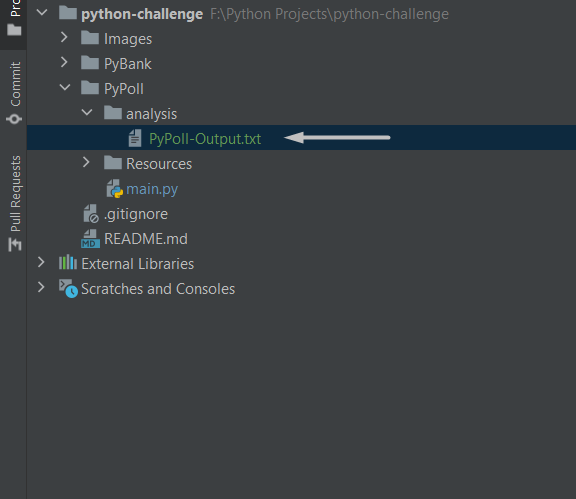 Pro
Commit
Pull Requests
python-challenge F:\Python Projects\python-challenge
Images
PyBank
PyPoll
analysis
PyPoll-Output.txt
Resources
main.py
.gitignore
MD README.md
External Libraries
Scratches and Consoles